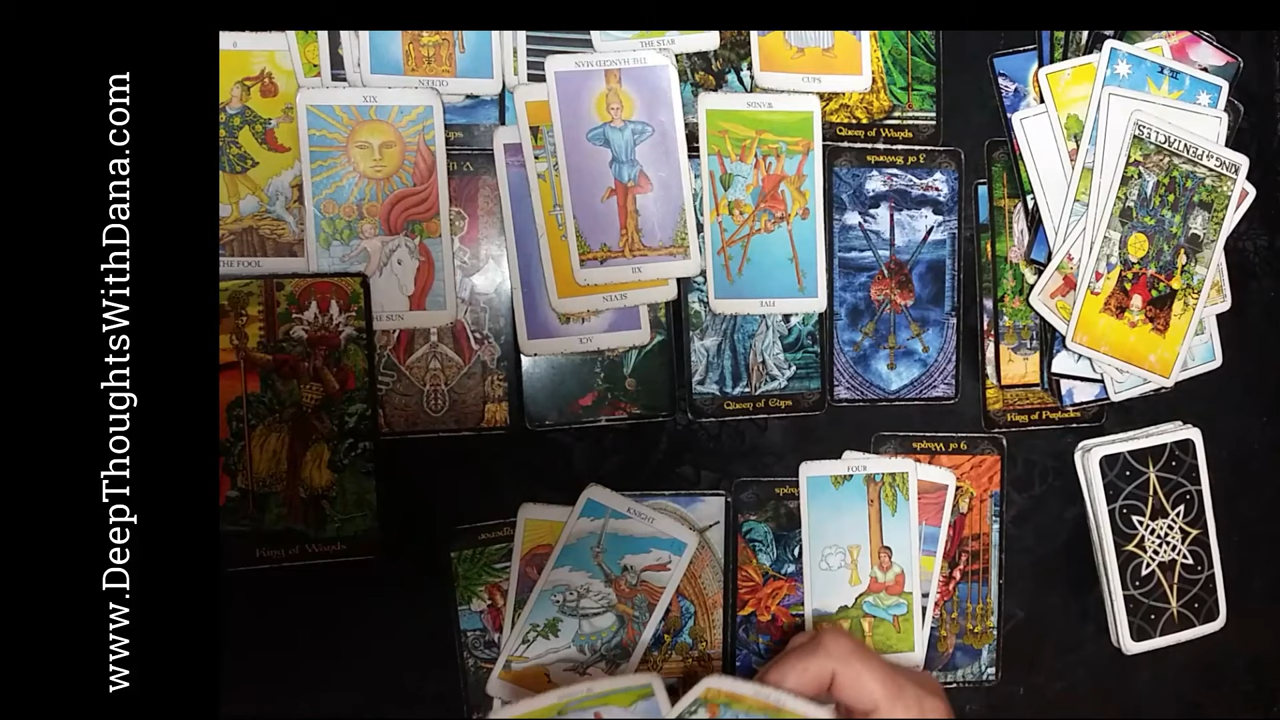 www.DeepThoughtsWithDana.com
0
THE FOOL
XIX
THE SUN
QUEEN
THE STAR
THE HANGED MAN
XII
SEVEN
ACE
WANDS
FIVE
CUPS
Queen of Wands
3 of Swords
Queen of Cups
King of Pentacles
KING of PENTACLES
King of Wands
KNIGHT
FOUR
9 of Wands